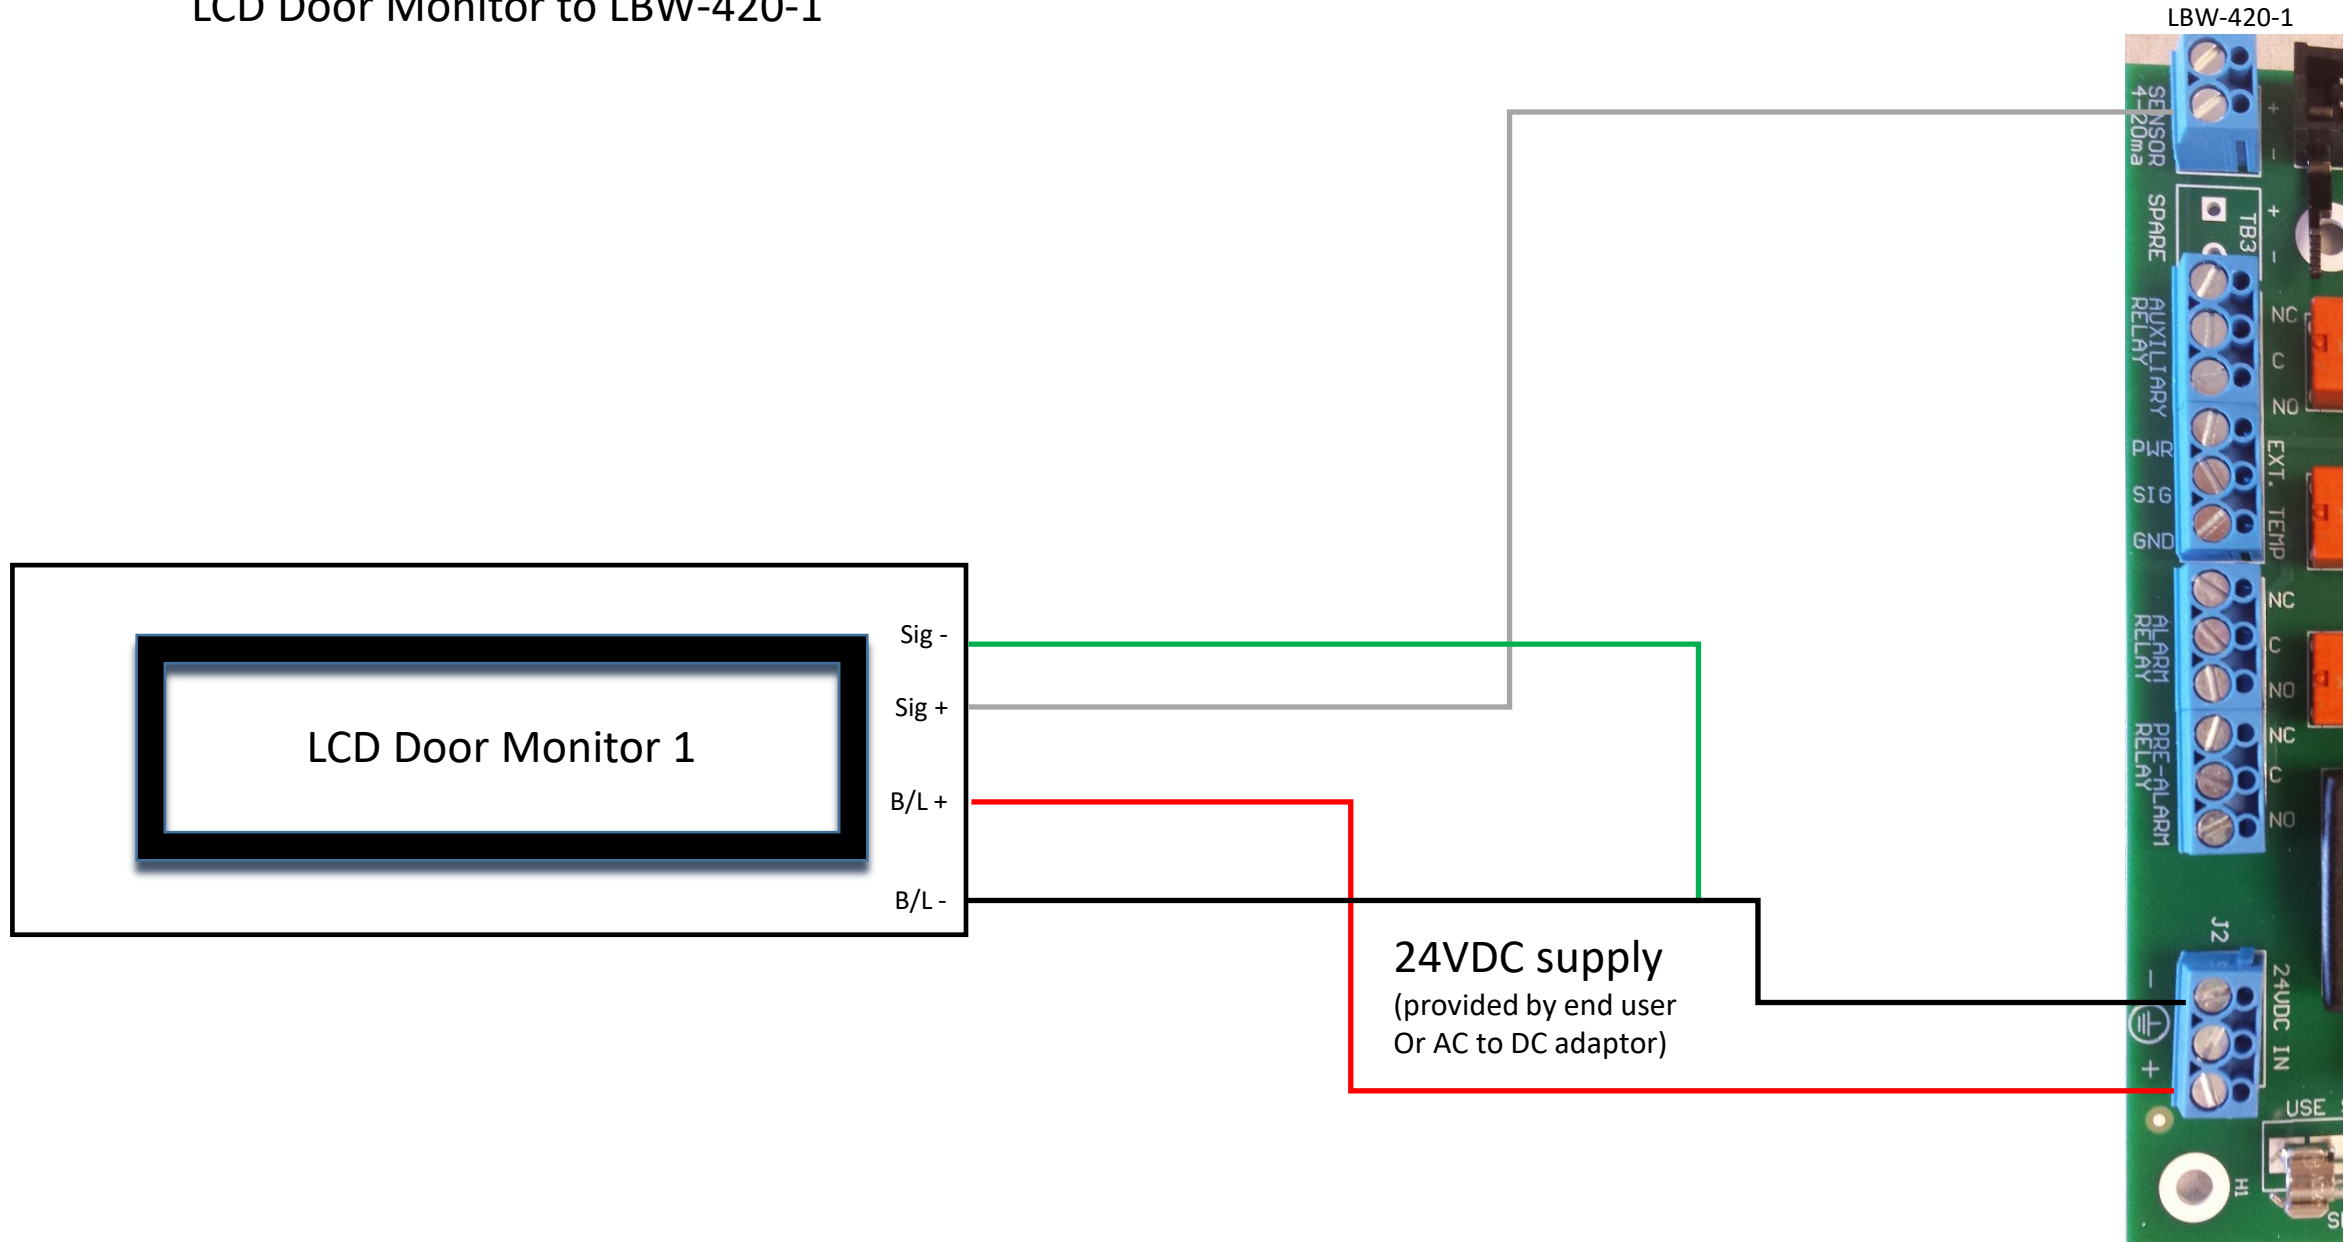 LCD Door Monitor to LBW-420-1
LBW-420-1
SENSOR
4-20ma
+
-
SPARE
TB3
+
-
AUXILIARY
RELAY
NC
C
NO
PWR
SIG
GND
EXT. TEMP
ALARM
RELAY
NC
C
NO
PRE-ALARM
RELAY
NC
C
NO
Sig -
Sig +
LCD Door Monitor 1
B/L +
B/L -
24VDC supply
(provided by end user
Or AC to DC adaptor)
J2
-
+
24VDC IN
USE
H1